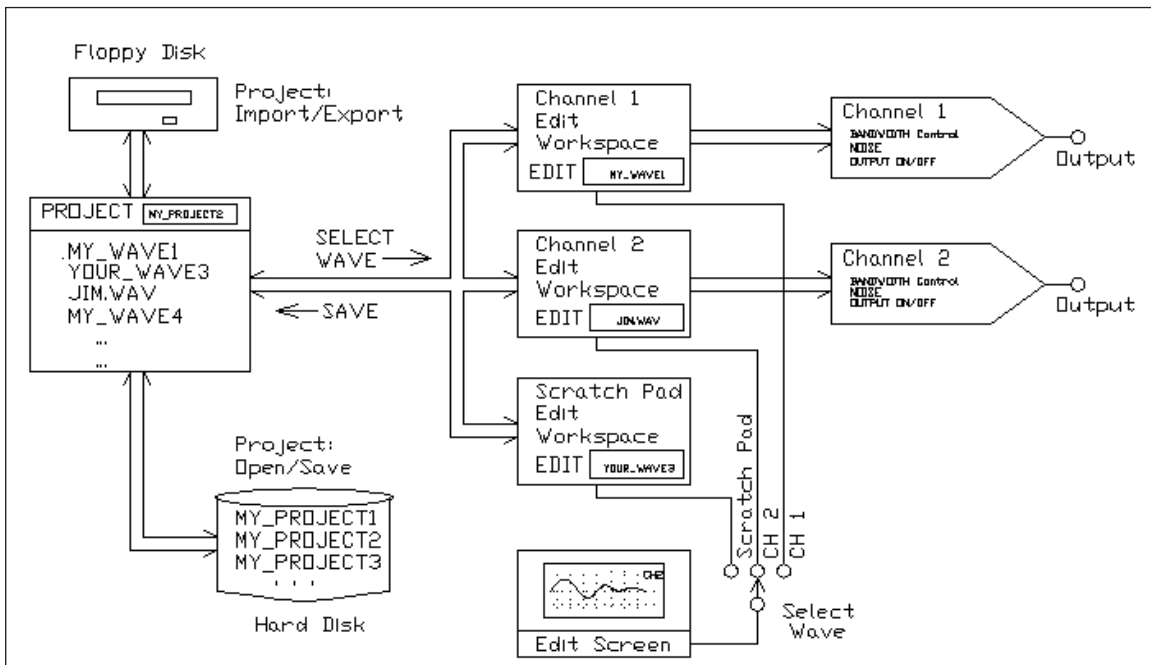 Floppy Disk
Project:
Import/Export
PROJECT MY_PROJECT2
.MY_WAVE1
YOUR_WAVE3
JIM.WAV
MY_WAVE4
...
...
SELECT
WAVE
SAVE
Project:
Open/Save
MY_PROJECT1
MY_PROJECT2
MY_PROJECT3
. . .
Hard Disk
Channel 1
Edit
Workspace
EDIT MY_WAVE1
Channel 2
Edit
Workspace
EDIT JIM.WAV
Scratch Pad
Edit
Workspace
EDIT YOUR_WAVE3
Channel 1
BANDVIDTH Control
NOISE
OUTPUT ON/OFF
Output
Channel 2
BANDVIDTH Control
NOISE
OUTPUT ON/OFF
Output
Scratch Pad
CH 2
CH 1
CH2
Edit Screen
Select
Wave